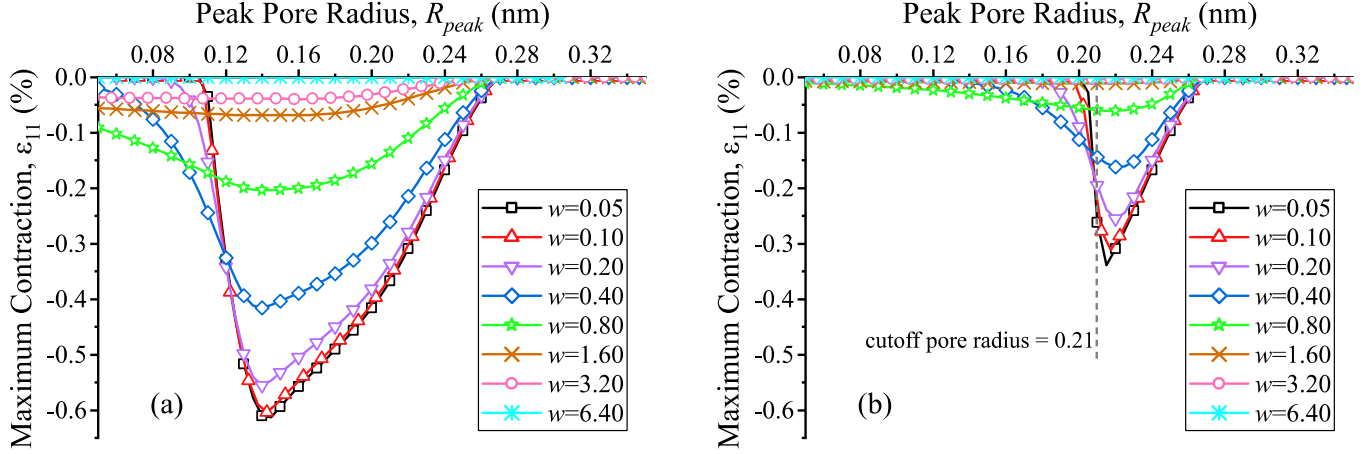 Peak Pore Radius, R_peak (nm)
0.08 0.12 0.16 0.20 0.24 0.28 0.32
Maximum Contraction, ε₁₁ (%)
0.0
-0.1
-0.2
-0.3
-0.4
-0.5
-0.6
w=0.05
w=0.10
w=0.20
w=0.40
w=0.80
w=1.60
w=3.20
w=6.40
(a)
Peak Pore Radius, R_peak (nm)
0.08 0.12 0.16 0.20 0.24 0.28 0.32
Maximum Contraction, ε₁₁ (%)
0.0
-0.1
-0.2
-0.3
-0.4
-0.5
-0.6
w=0.05
w=0.10
w=0.20
w=0.40
w=0.80
w=1.60
w=3.20
w=6.40
cutoff pore radius = 0.21
(b)